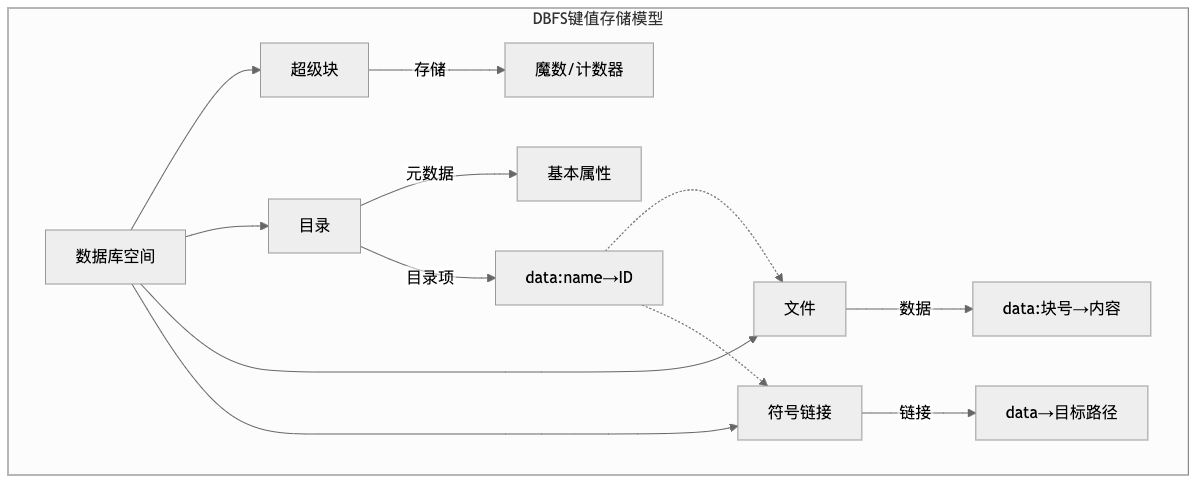 DBFS键值存储模型
超级块
存储
魔数/计数器
元数据
基本属性
目录
数据库空间
目录项
data:name→ID
文件
数据
data:块号→内容
符号链接
链接
data→目标路径